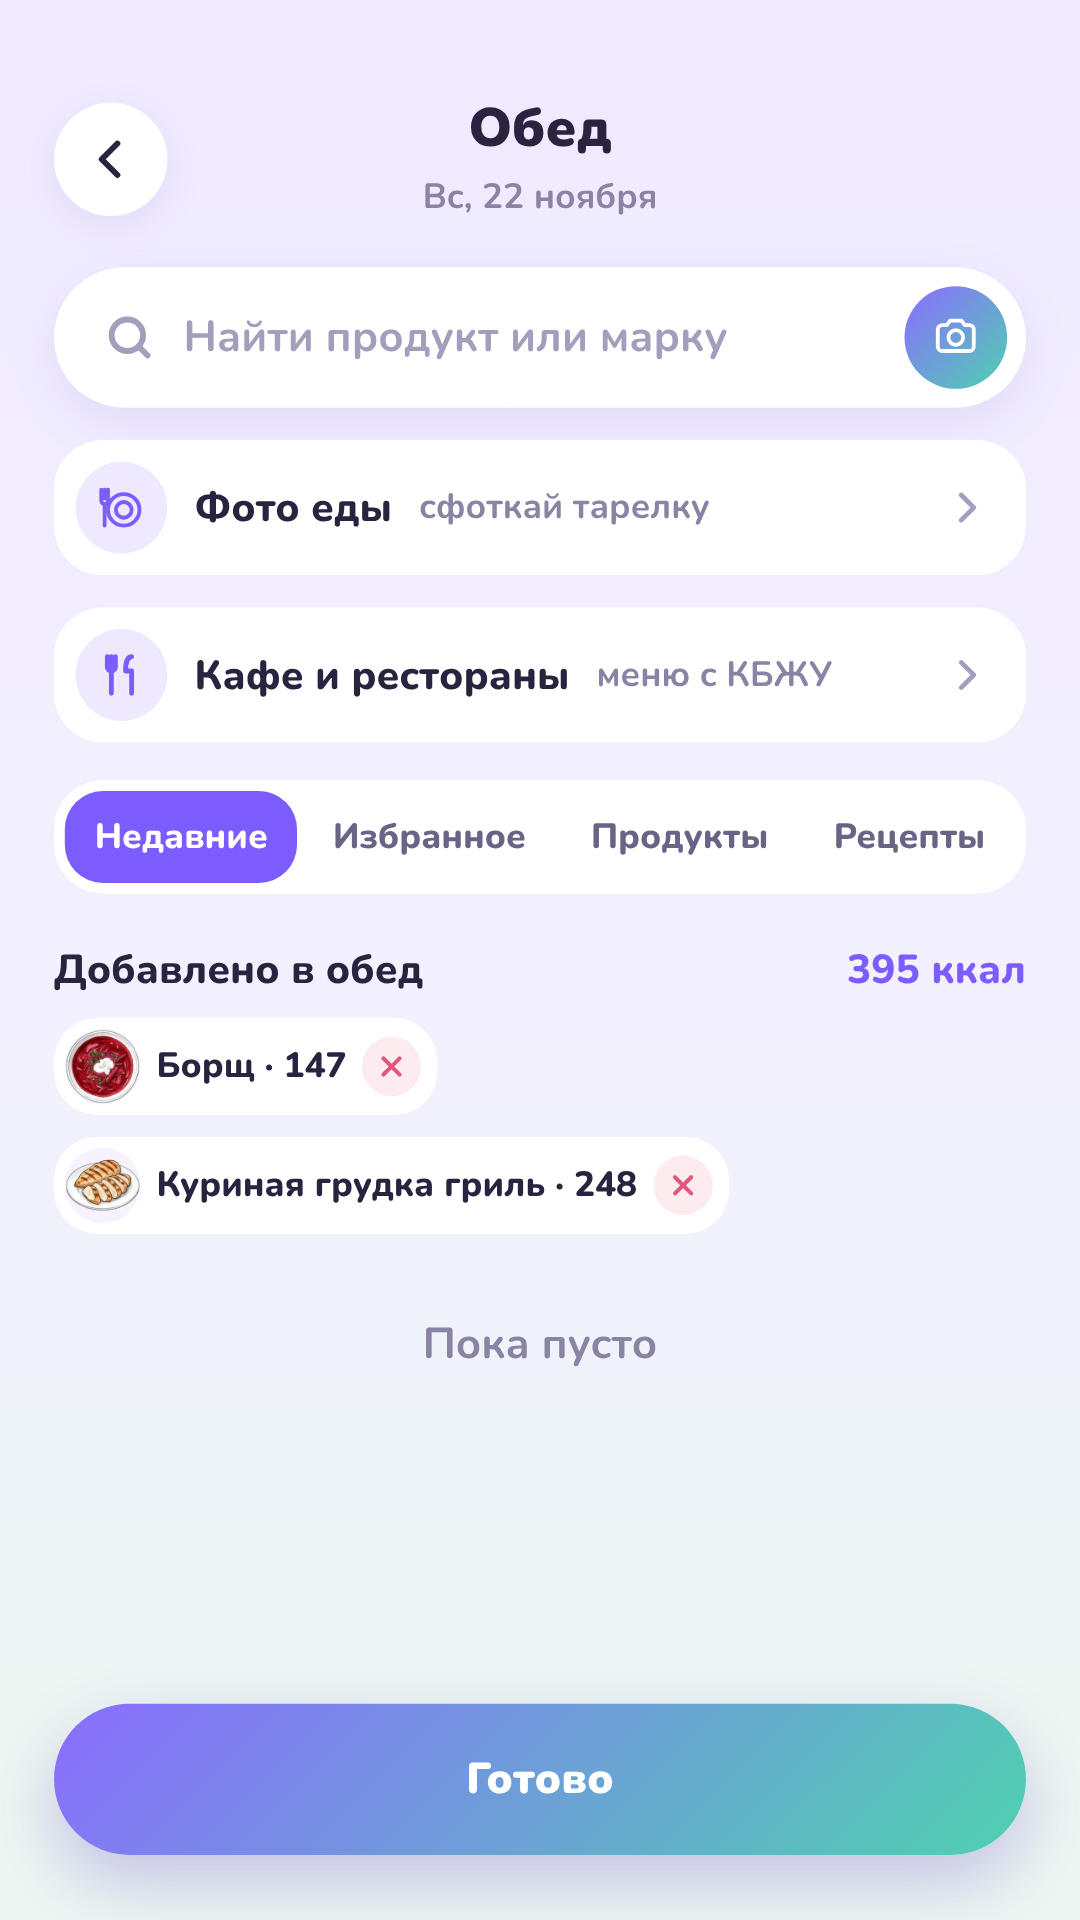 Обед
Вс, 22 ноября
Найти продукт или марку
Фото еды сфоткай тарелку
Кафе и рестораны меню с КБЖУ
Недавние Избранное Продукты Рецепты
Добавлено в обед 395 ккал
Борщ · 147
Куриная грудка гриль · 248
Пока пусто
Готово